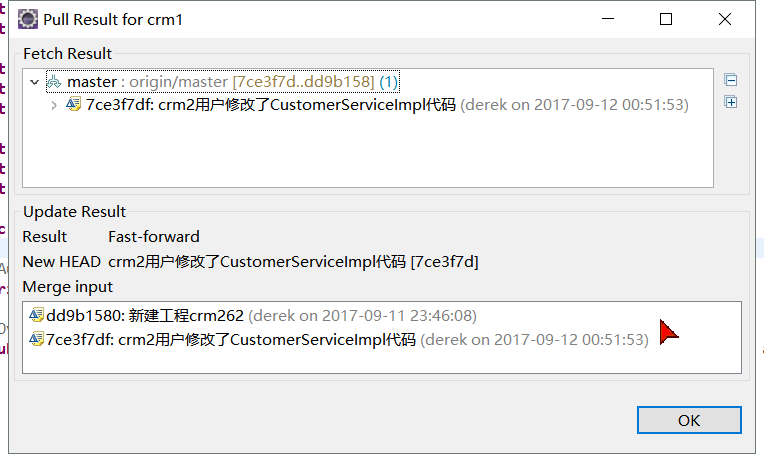 Pull Result for crm1
Fetch Result
master : origin/master [7ce3f7d..dd9b158] (1)
7ce3f7df: crm2用户修改了CustomerServiceImpl代码 (derek on 2017-09-12 00:51:53)
Update Result
Result Fast-forward
New HEAD crm2用户修改了CustomerServiceImpl代码 [7ce3f7d]
Merge input
dd9b1580: 新建工程crm262 (derek on 2017-09-11 23:46:08)
7ce3f7df: crm2用户修改了CustomerServiceImpl代码 (derek on 2017-09-12 00:51:53)
OK